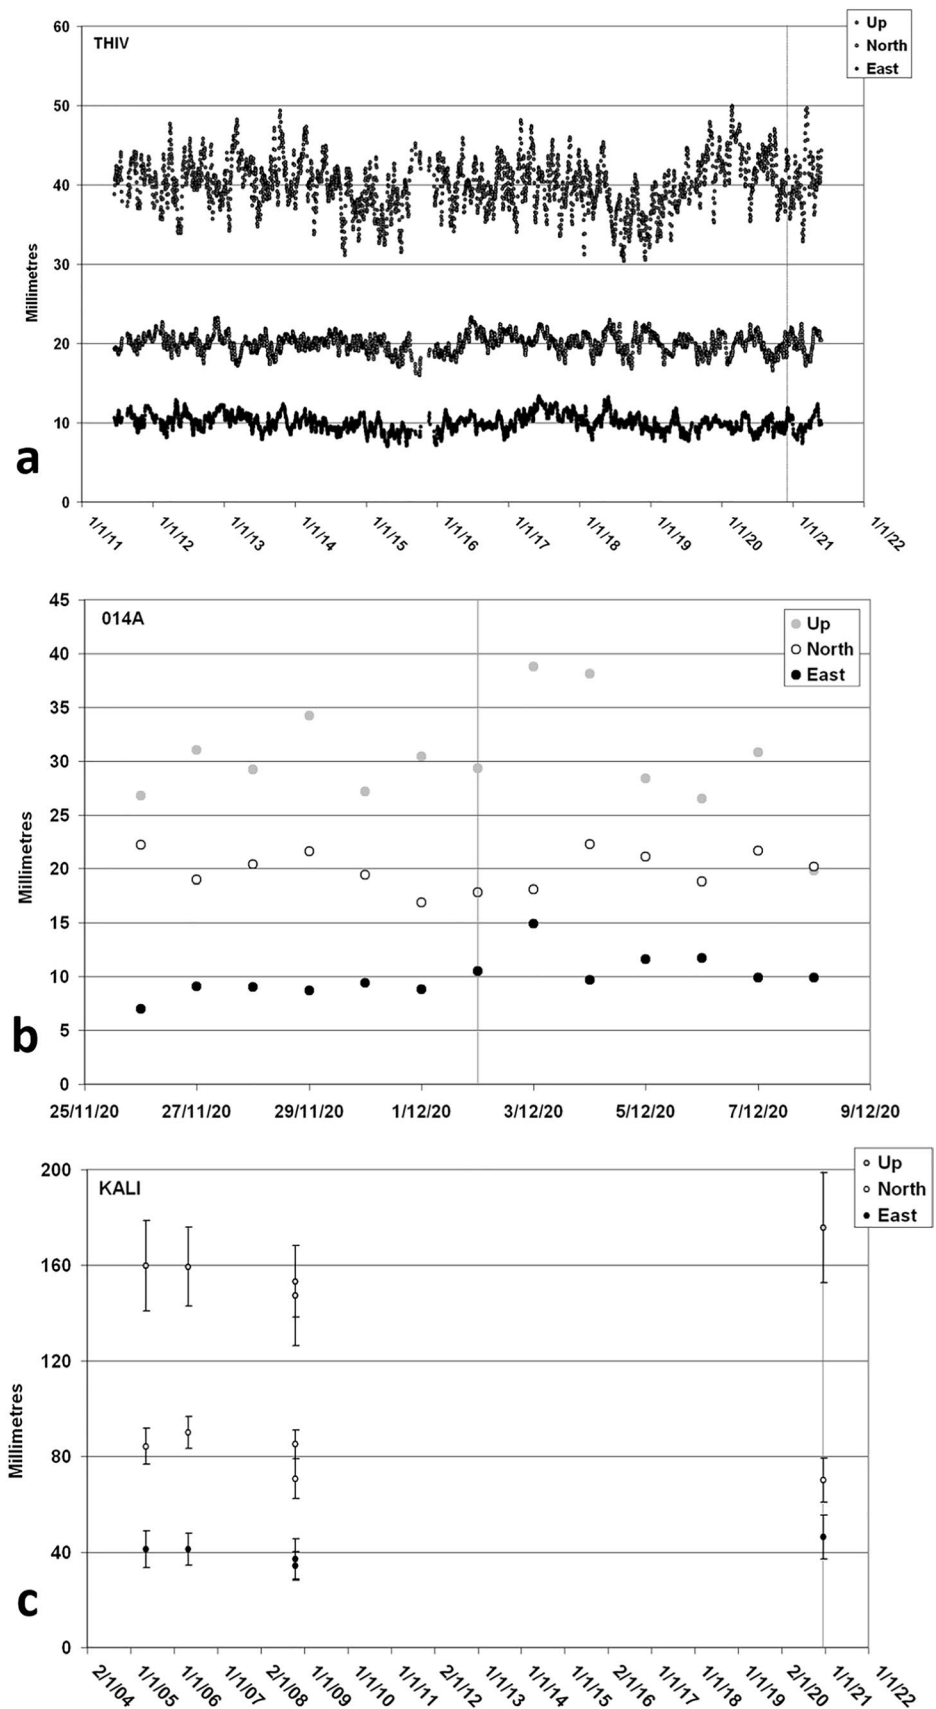 THIV
Up
North
East
60
50
40
30
20
10
0
Millimetres
a
1/1/11 1/1/12 1/1/13 1/1/14 1/1/15 1/1/16 1/1/17 1/1/18 1/1/19 1/1/20 1/1/21 1/1/22
014A
Up
North
East
45
40
35
30
25
20
15
10
5
0
Millimetres
b
25/11/20 27/11/20 29/11/20 1/12/20 3/12/20 5/12/20 7/12/20 9/12/20
KALI
Up
North
East
200
160
120
80
40
0
Millimetres
c
2/1/04 1/1/05 1/1/06 1/1/07 2/1/08 1/1/09 1/1/10 1/1/11 2/1/12 1/1/13 1/1/14 1/1/15 2/1/16 1/1/17 1/1/18 1/1/19 2/1/20 1/1/21 1/1/22